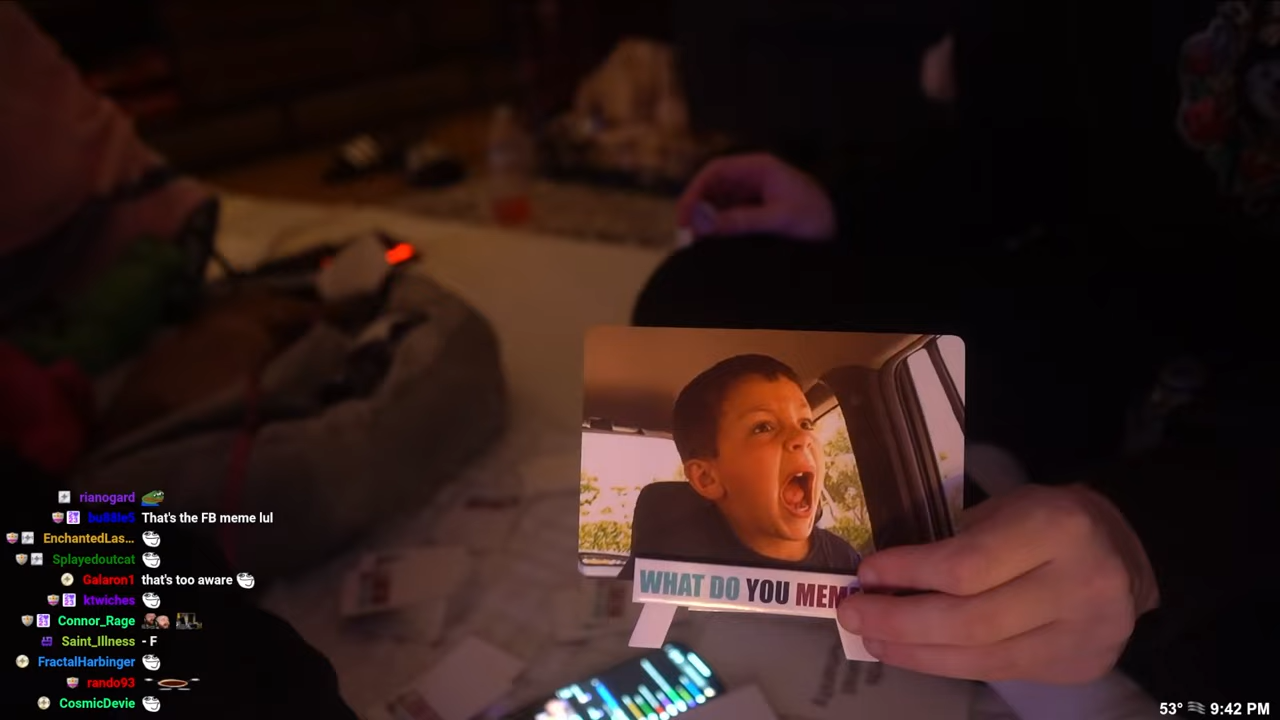 WHAT DO YOU MEME
rianogard
bu88le5 That's the FB meme lul
EnchantedLas…
Splayedoutcat
Galaron1 that's too aware
ktwiches
Connor_Rage
Saint_Illness - F
FractalHarbinger
rando93
CosmicDevie
53° 9:42 PM